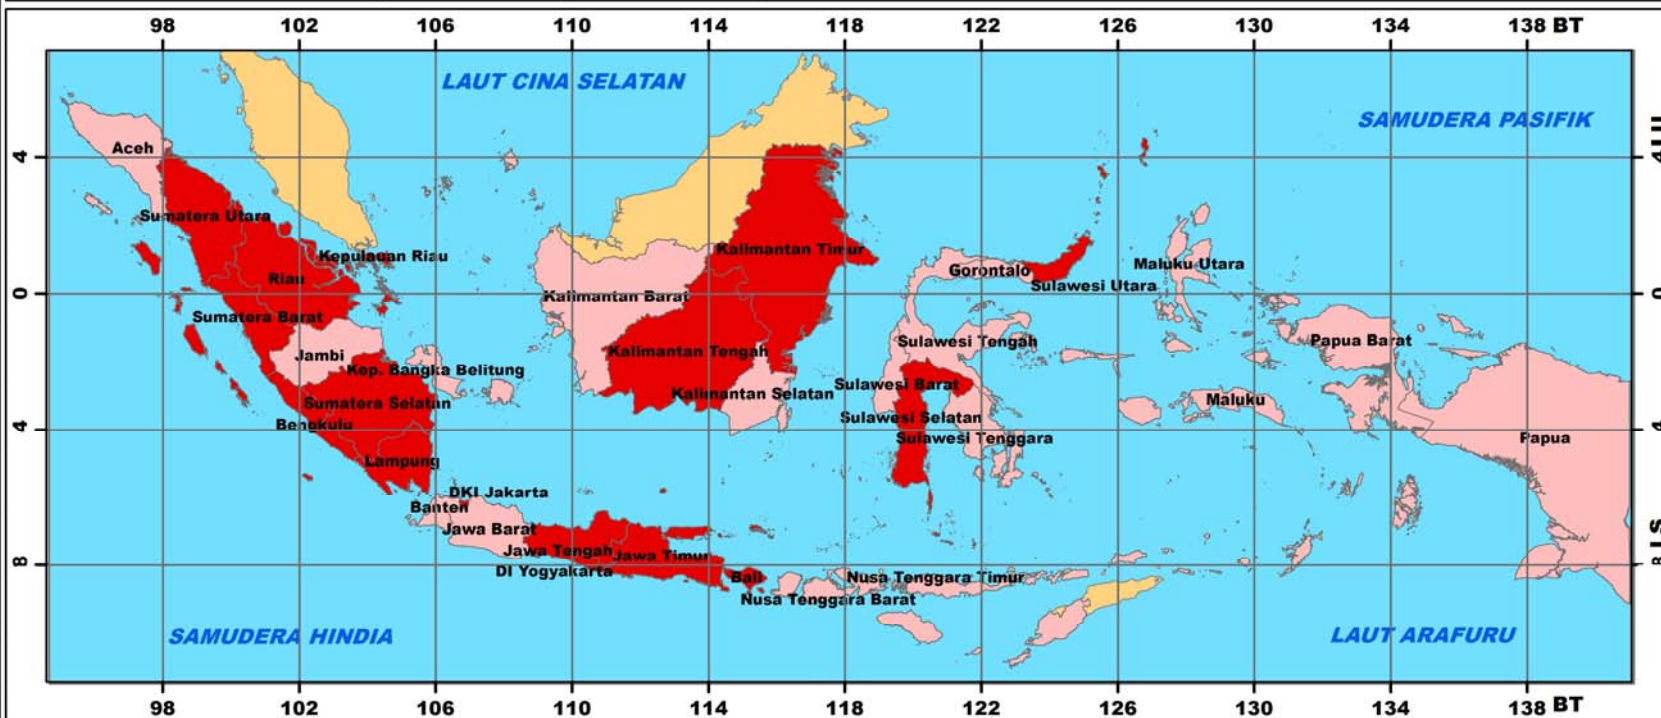 98 102 106 110 114 118 122 126 130 134 138 BT
LAUT CINA SELATAN
SAMUDERA PASIFIK
4
Aceh
Sumatera Utara
Kepulauan Riau
Kalimantan Timur
Maluku Utara
Riau
Gorontalo
Sulawesi Utara
0 0
Kalimantan Barat
Sumatera Barat
Sulawesi Tengah
Papua Barat
Jambi
Kalimantan Tengah
Kep. Bangka Belitung
Sulawesi Barat
Kalimantan Selatan
Sumatera Selatan
Maluku
Bengkulu
Sulawesi Selatan
4 4
Sulawesi Tenggara
Papua
Lampung
DKI Jakarta
Banten
Jawa Barat
Jawa Tengah
Jawa Timur
8
DI Yogyakarta
Bali
Nusa Tenggara Timur
Nusa Tenggara Barat
SAMUDERA HINDIA
LAUT ARAFURU
98 102 106 110 114 118 122 126 130 134 138 BT